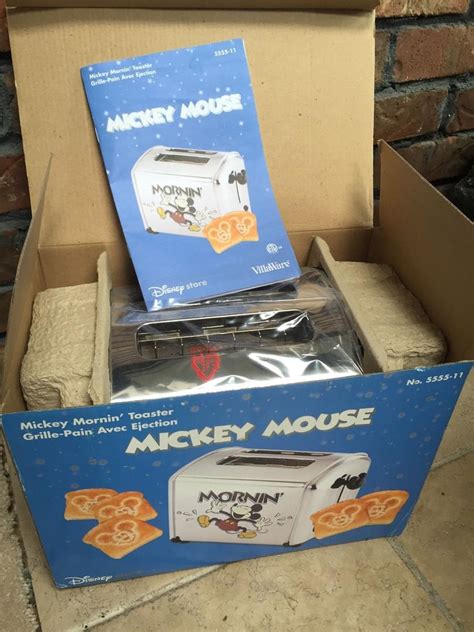 5555-11
Mickey Mornin' Toaster
Grille-Pain Avec Ejection
MICKEY MOUSE
MORNIN'
Disney store
VillaWare
No. 5555-11
Mickey Mornin' Toaster
Grille-Pain Avec Ejection
MICKEY MOUSE
MORNIN'
Disney